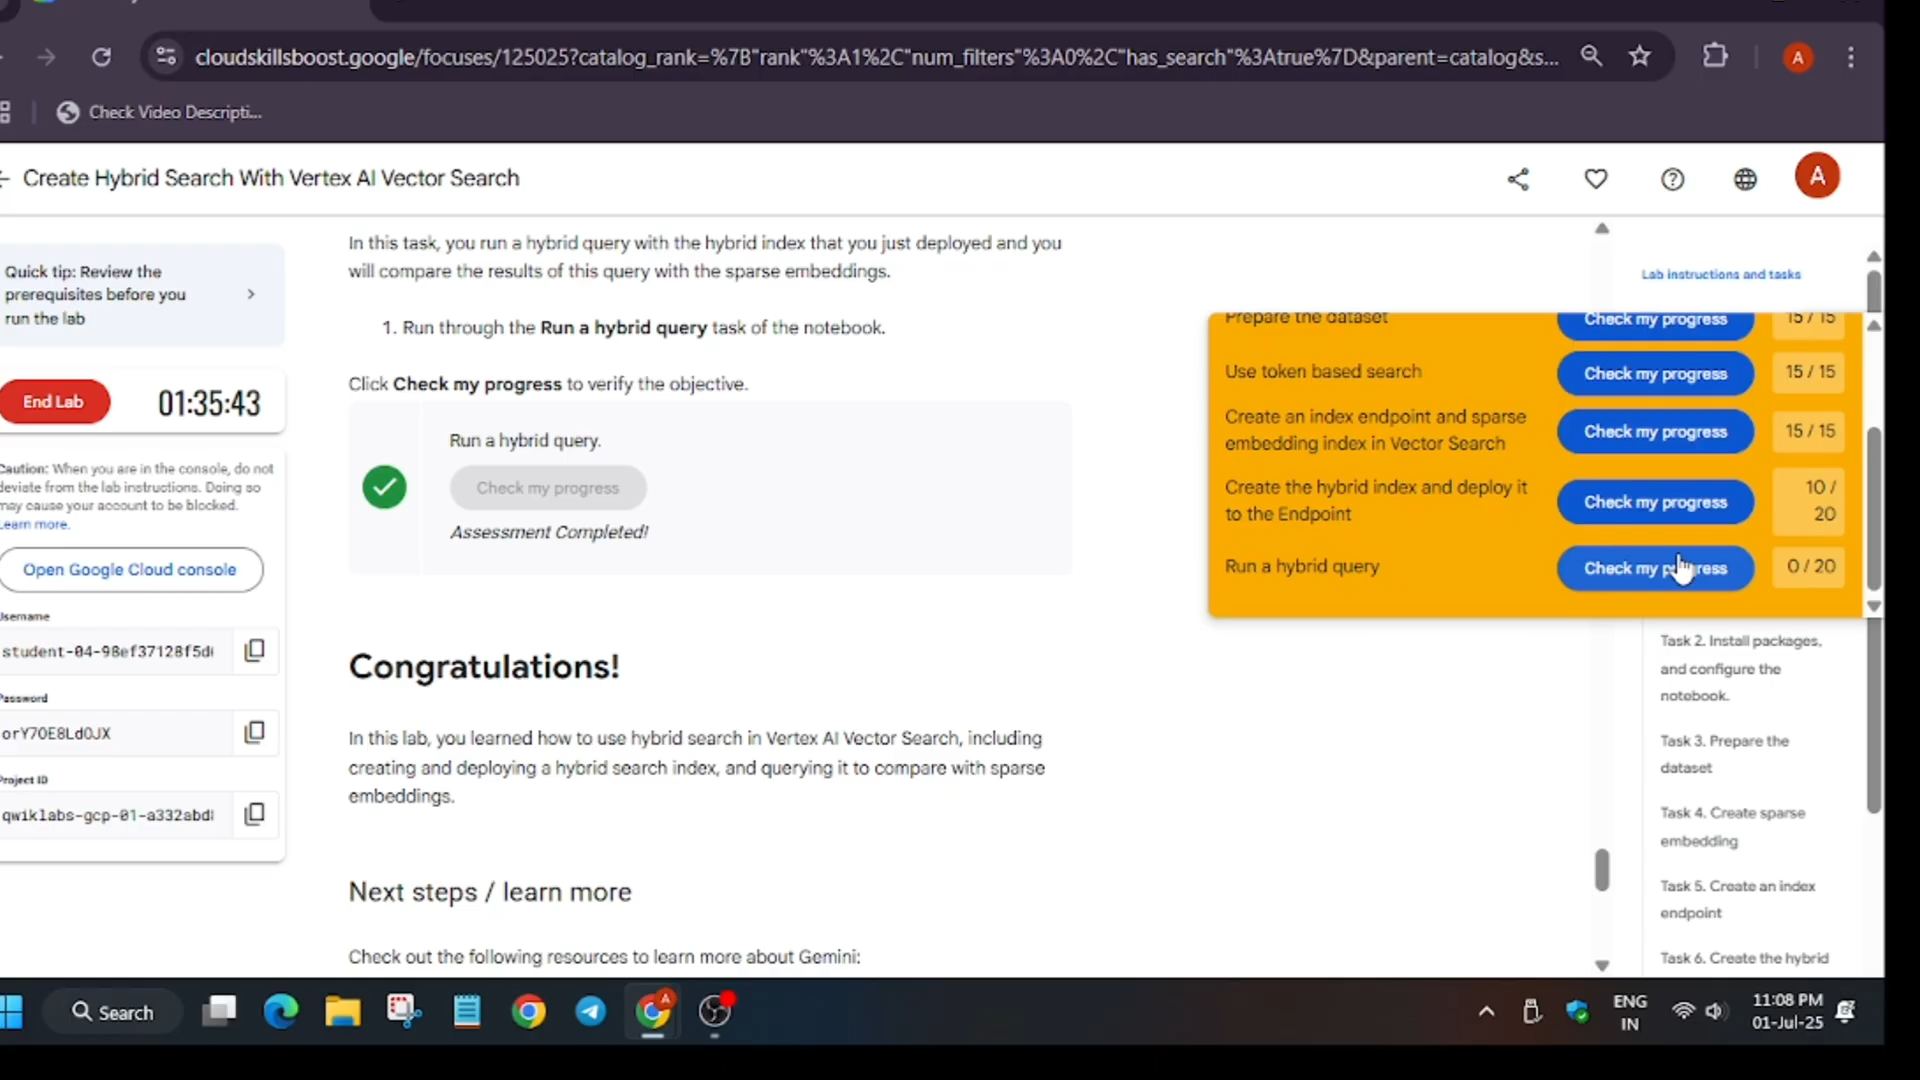 cloudskillsboost.google/focuses/125025?catalog_rank=%7B"rank"%3A1%2C"num_filters"%3A0%2C"has_search"%3Atrue%7D&parent=catalog&s...
A
Check Video Descripti...
Create Hybrid Search With Vertex AI Vector Search
A
Quick tip: Review the
prerequisites before you
run the lab
End Lab
01:35:43
Caution: When you are in the console, do not
deviate from the lab instructions. Doing so
may cause your account to be blocked.
Learn more.
Open Google Cloud console
Username
student-04-98ef37128f5d
Password
orY7OE8LdOJX
Project ID
qwiklabs-gcp-01-a332abd
In this task, you run a hybrid query with the hybrid index that you just deployed and you
will compare the results of this query with the sparse embeddings.
1. Run through the Run a hybrid query task of the notebook.
Click Check my progress to verify the objective.
Run a hybrid query.
Check my progress
Assessment Completed!
Congratulations!
In this lab, you learned how to use hybrid search in Vertex AI Vector Search, including
creating and deploying a hybrid search index, and querying it to compare with sparse
embeddings.
Next steps / learn more
Check out the following resources to learn more about Gemini:
Lab instructions and tasks
Prepare the dataset
Check my progress
15 / 15
Use token based search
Check my progress
15 / 15
Create an index endpoint and sparse
embedding index in Vector Search
Check my progress
15 / 15
Create the hybrid index and deploy it
to the Endpoint
Check my progress
10 /
20
Run a hybrid query
Check my progress
0 / 20
Task 2. Install packages,
and configure the
notebook.
Task 3. Prepare the
dataset
Task 4. Create sparse
embedding
Task 5. Create an index
endpoint
Task 6. Create the hybrid
Search
A
ENG
IN
11:08 PM
01-Jul-25